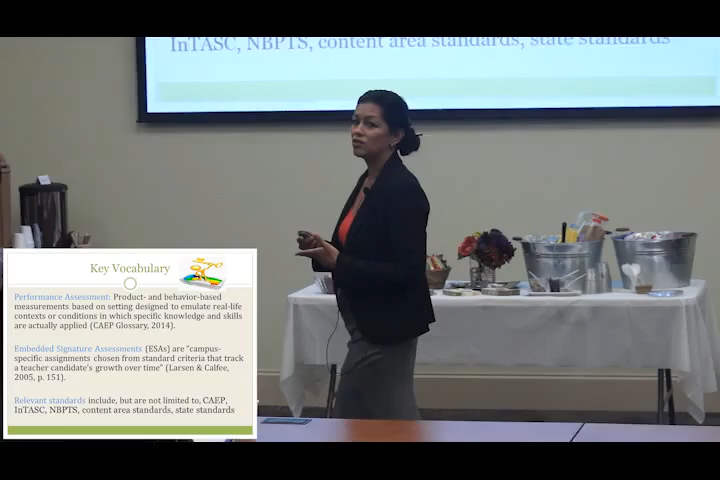 InTASC, NBPTS, content area standards, state standards
Key Vocabulary
Performance Assessment: Product- and behavior-based
measurements based on setting designed to emulate real-life
contexts or conditions in which specific knowledge and skills
are actually applied (CAEP Glossary, 2014).
Embedded Signature Assessments (ESAs) are "campus-
specific assignments chosen from standard criteria that track
a teacher candidate's growth over time" (Larsen & Calfee,
2005, p. 151).
Relevant standards include, but are not limited to, CAEP,
InTASC, NBPTS, content area standards, state standards